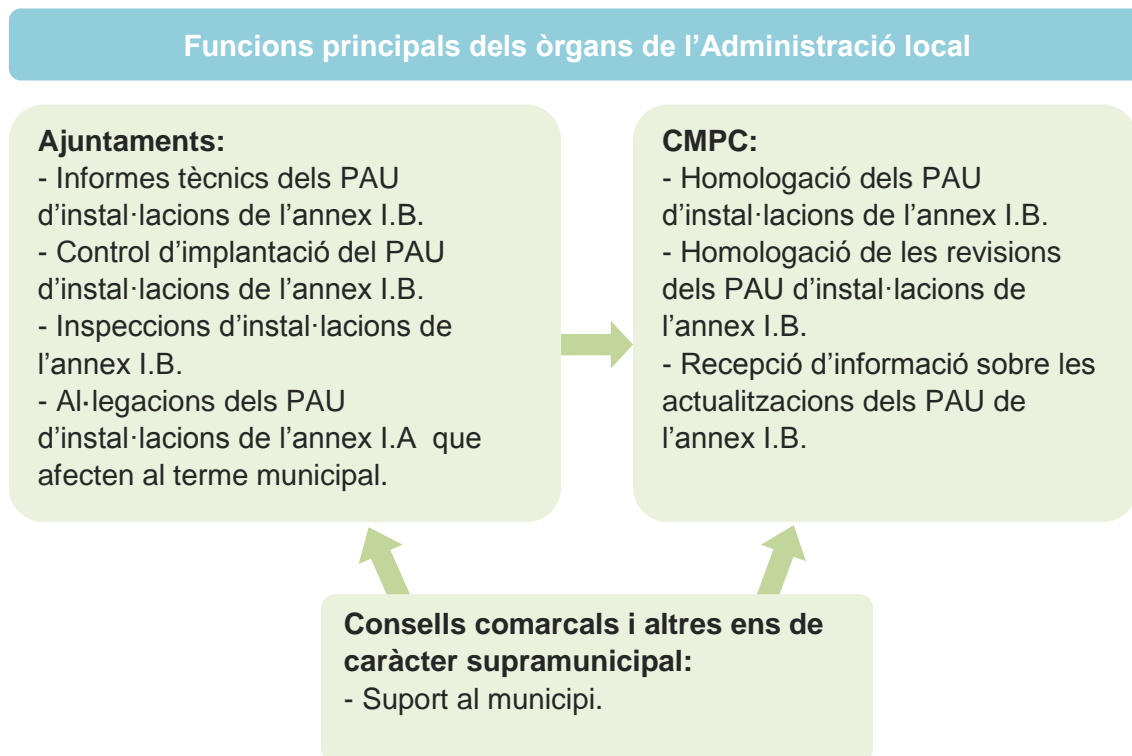 Funcions principals dels òrgans de l’Administració local
Ajuntaments:
- Informes tècnics dels PAU
d’instal·lacions de l’annex I.B.
- Control d’implantació del PAU
d’instal·lacions de l’annex I.B.
- Inspeccions d’instal·lacions de
l’annex I.B.
- Al·legacions dels PAU
d’instal·lacions de l’annex I.A que
afecten al terme municipal.
CMPC:
- Homologació dels PAU
d’instal·lacions de l’annex I.B.
- Homologació de les revisions
dels PAU d’instal·lacions de
l’annex I.B.
- Recepció d’informació sobre les
actualitzacions dels PAU de
l’annex I.B.
Consells comarcals i altres ens de
caràcter supramunicipal:
- Suport al municipi.